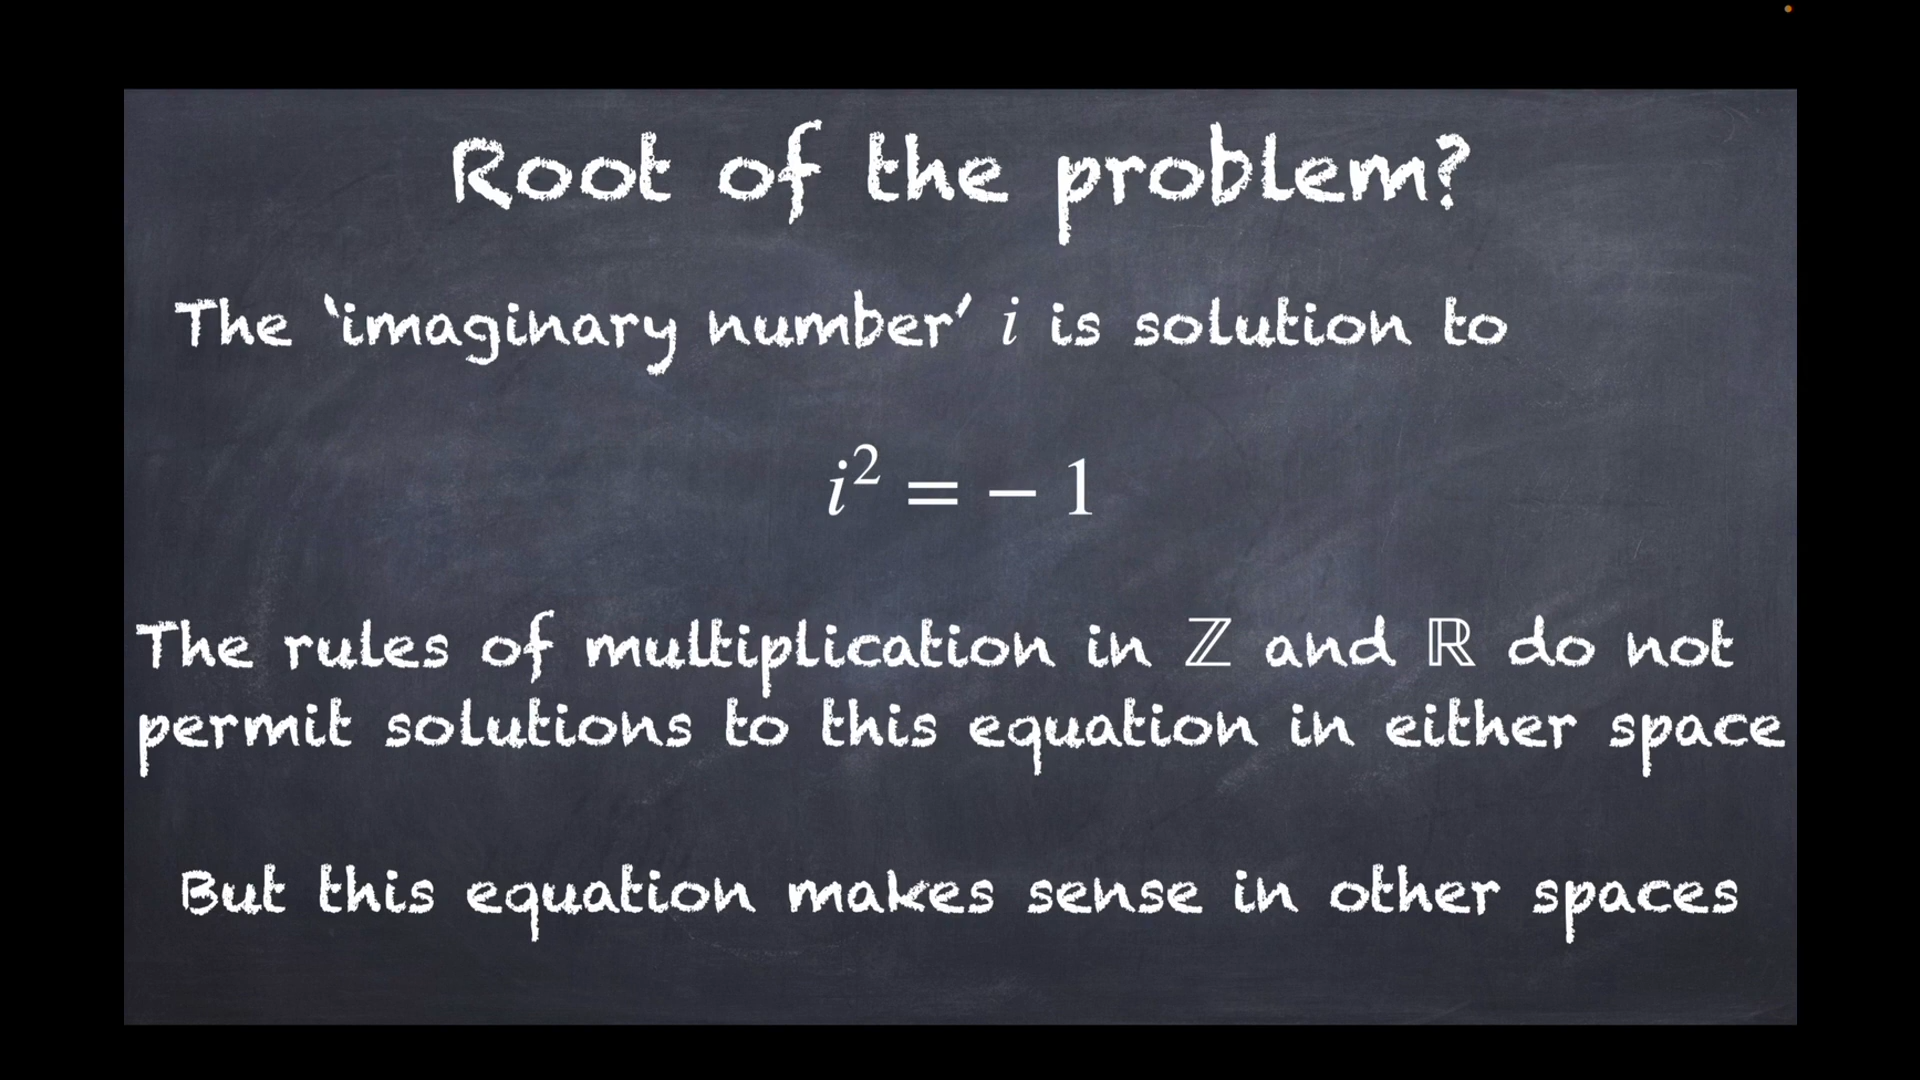 Root of the problem?
The ‘imaginary number’ i is solution to
i² = − 1
The rules of multiplication in ℤ and ℝ do not
permit solutions to this equation in either space
But this equation makes sense in other spaces